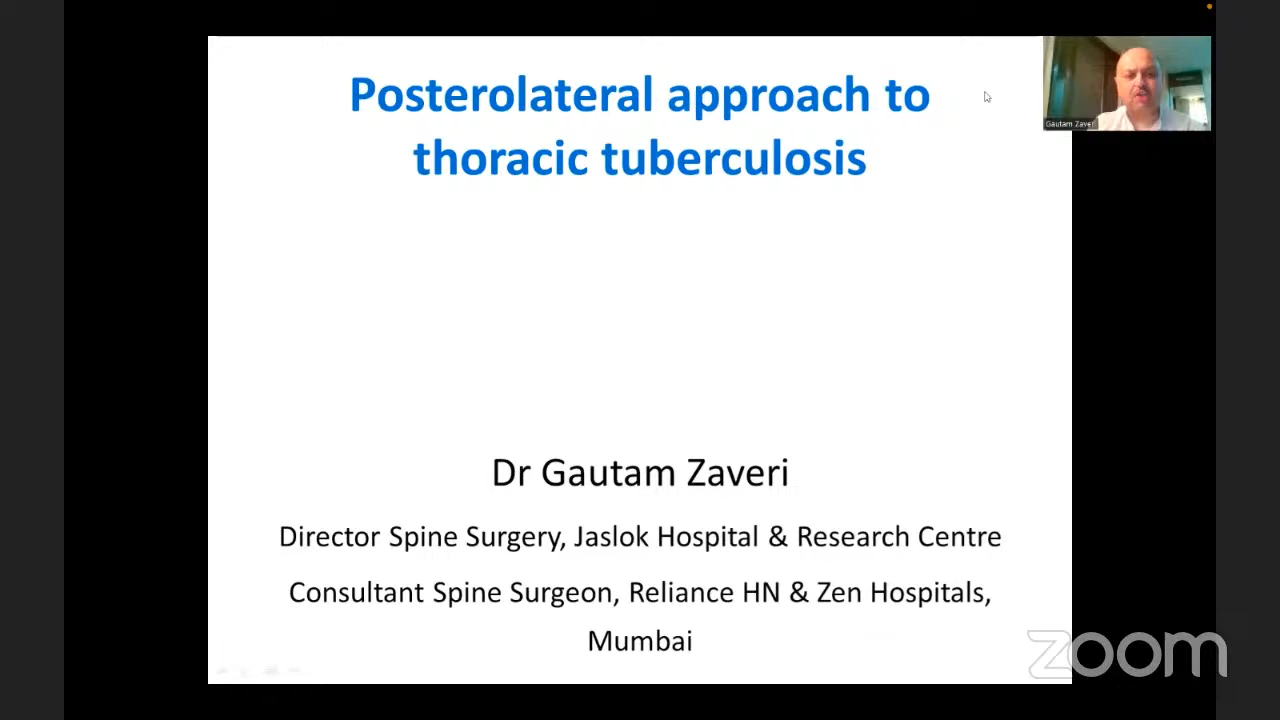 Posterolateral approach to
thoracic tuberculosis
Gautam Zaveri
Dr Gautam Zaveri
Director Spine Surgery, Jaslok Hospital & Research Centre
Consultant Spine Surgeon, Reliance HN & Zen Hospitals,
Mumbai
zoom